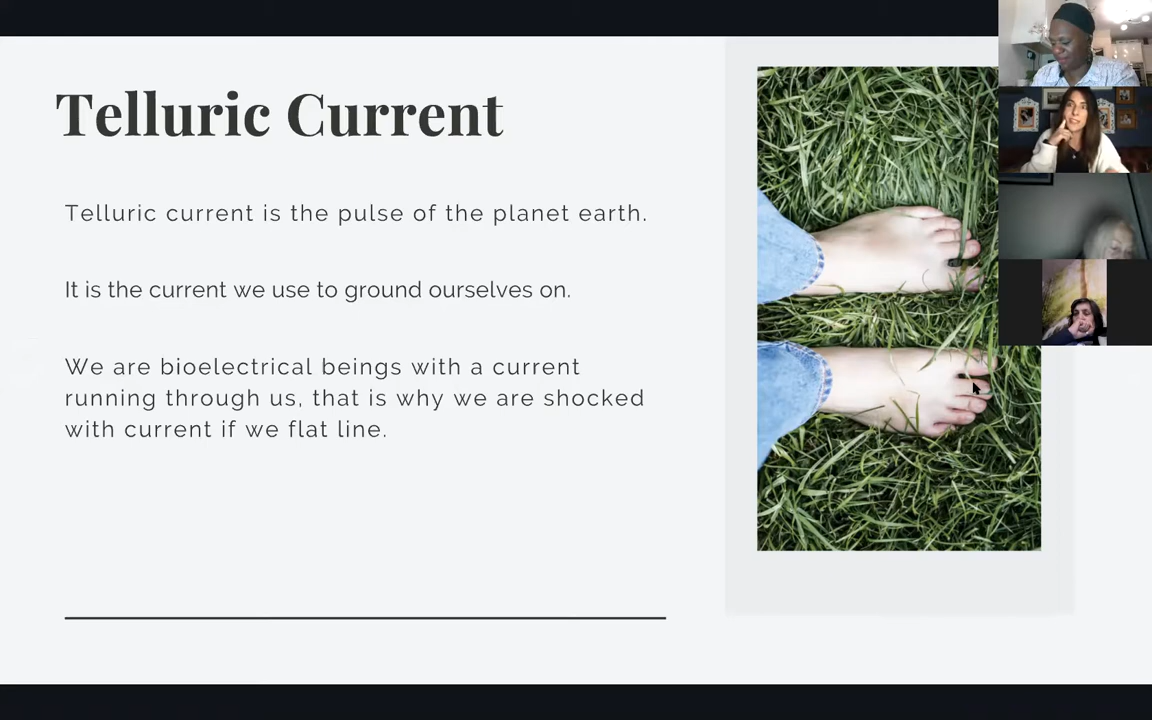 Telluric Current
Telluric current is the pulse of the planet earth.
It is the current we use to ground ourselves on.
We are bioelectrical beings with a current
running through us, that is why we are shocked
with current if we flat line.